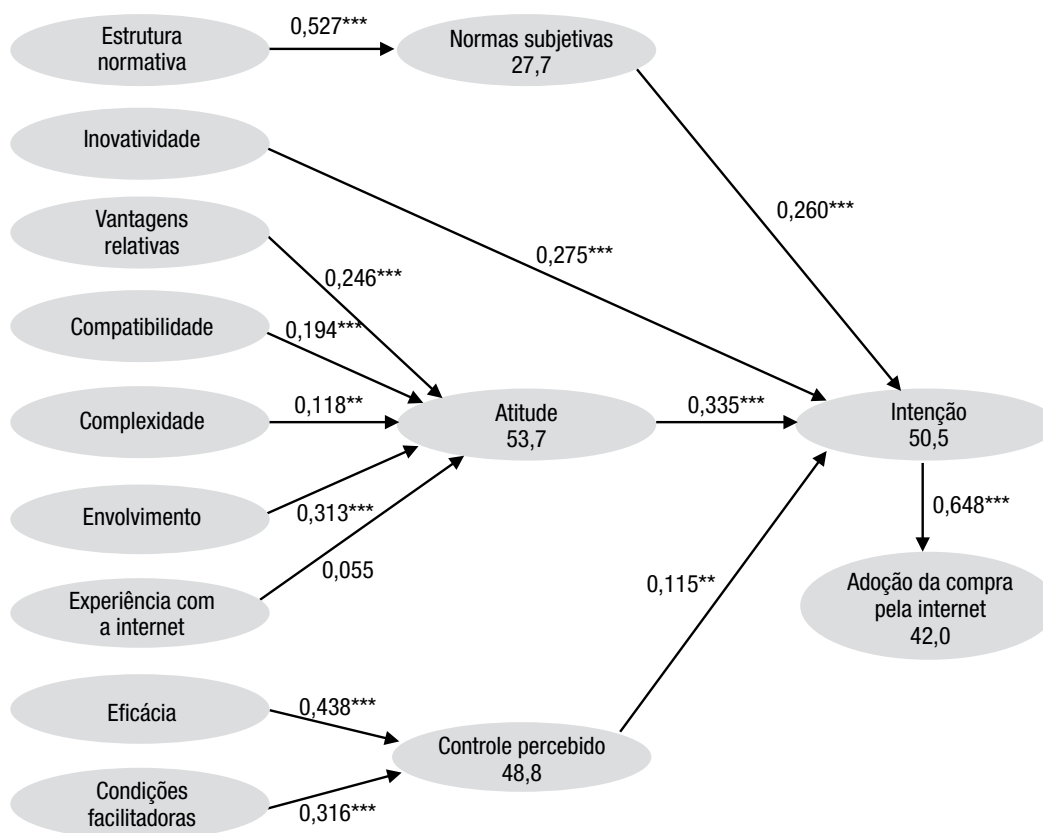 Estrutura
normativa
0,527***
Normas subjetivas
27,7
Inovatividade
Vantagens
relativas
0,260***
0,275***
0,246***
Compatibilidade
0,194***
Complexidade
0,118**
Atitude
53,7
0,335***
Intenção
50,5
Envolvimento
0,313***
0,648***
0,055
Experiência com
a internet
0,115**
Adoção da compra
pela internet
42,0
Eficácia
0,438***
Controle percebido
48,8
Condições
facilitadoras
0,316***